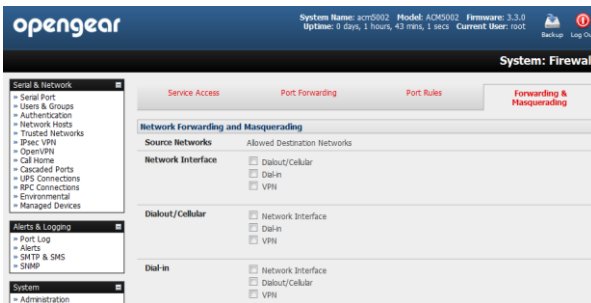 opengear
System Name: acm5002 Model: ACM5002 Firmware: 3.3.0
Uptime: 0 days, 1 hours, 43 mins, 1 secs Current User: root
Backup Log Ou
System: Firewal
Serial & Network
» Serial Port
» Users & Groups
» Authentication
» Network Hosts
» Trusted Networks
» IPsec VPN
» OpenVPN
» Call Home
» Cascaded Ports
» UPS Connections
» RPC Connections
» Environmental
» Managed Devices
Alerts & Logging
» Port Log
» Alerts
» SMTP & SMS
» SNMP
System
» Administration
Service Access
Port Forwarding
Port Rules
Forwarding &
Masquerading
Network Forwarding and Masquerading
Source Networks Allowed Destination Networks
Network Interface
Dialout/Cellular
Dial-in
VPN
Dialout/Cellular
Network Interface
Dial-in
VPN
Dial-in
Network Interface
Dialout/Cellular
VPN